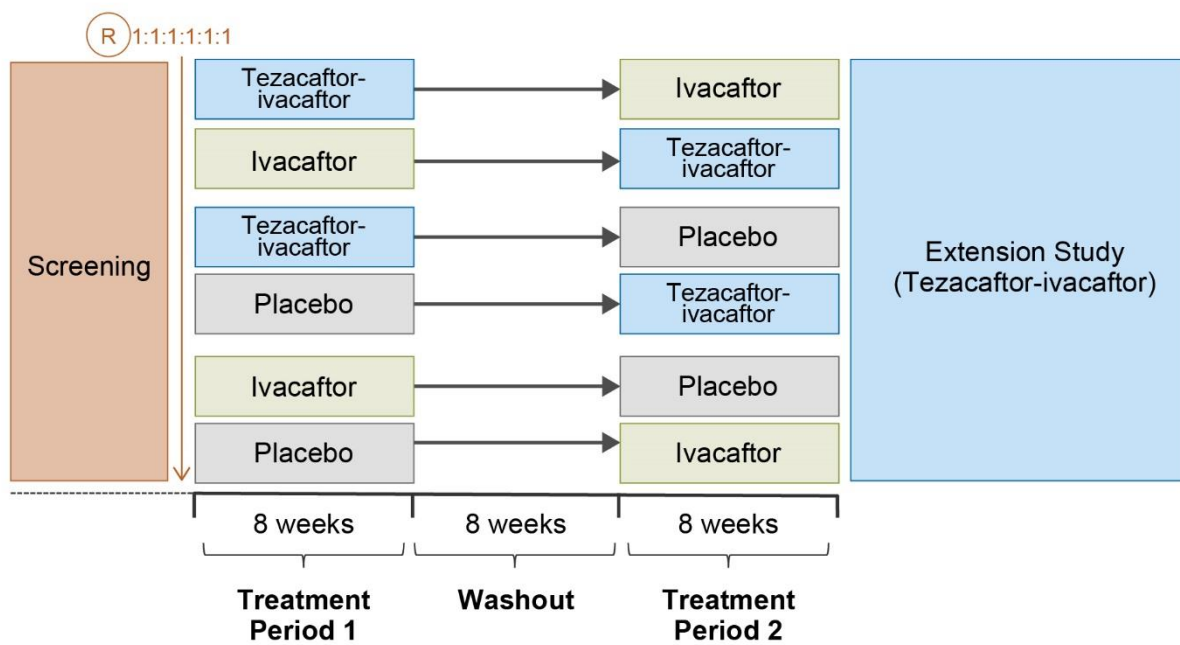 R 1:1:1:1:1:1
Screening
Tezacaftor-
ivacaftor
Ivacaftor
Ivacaftor
Tezacaftor-
ivacaftor
Tezacaftor-
ivacaftor
Placebo
Placebo
Tezacaftor-
ivacaftor
Ivacaftor
Placebo
Placebo
Ivacaftor
Extension Study
(Tezacaftor-ivacaftor)
8 weeks
8 weeks
8 weeks
Treatment
Period 1
Washout
Treatment
Period 2